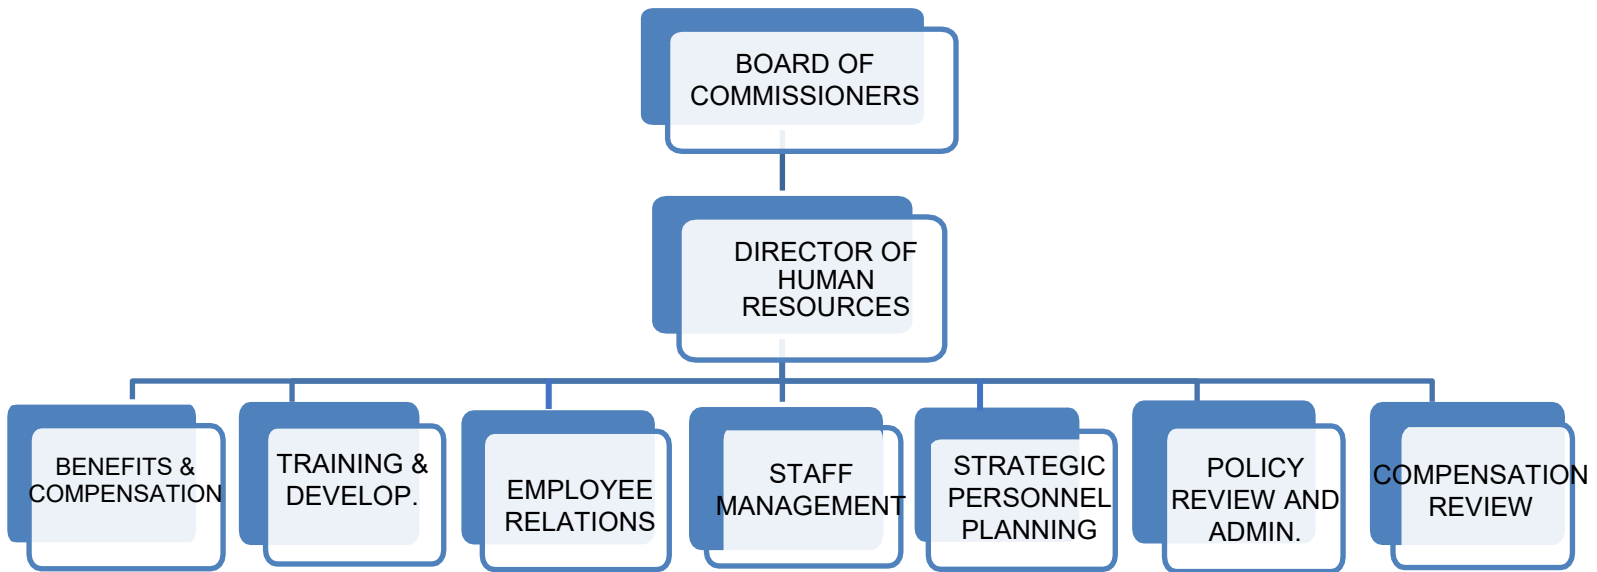 BOARD OF
COMMISSIONERS
DIRECTOR OF
HUMAN
RESOURCES
BENEFITS &
COMPENSATION
TRAINING &
DEVELOP.
EMPLOYEE
RELATIONS
STAFF
MANAGEMENT
STRATEGIC
PERSONNEL
PLANNING
POLICY
REVIEW AND
ADMIN.
COMPENSATION
REVIEW